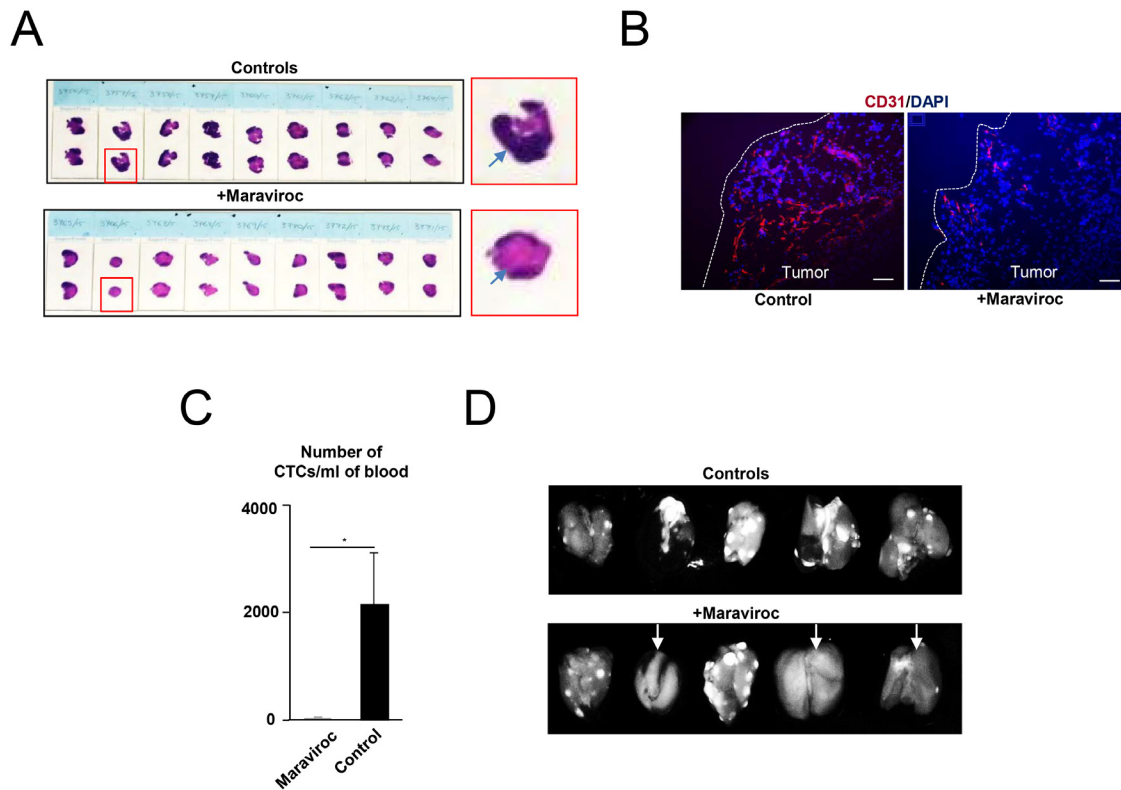 A
Controls
+Maraviroc
B
CD31/DAPI
Tumor
Tumor
Control
+Maraviroc
C
Number of
CTCs/ml of blood
4000
*
2000
0
Maraviroc
Control
D
Controls
+Maraviroc